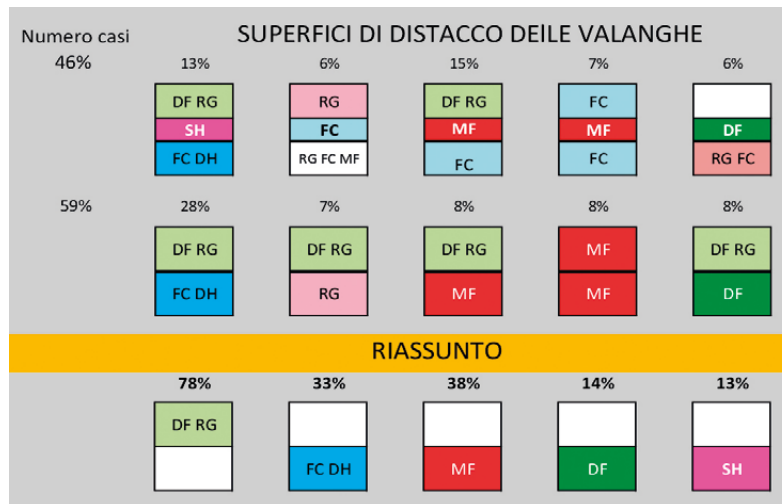 Numero casi
SUPERFICI DI DISTACCO DElLE VALANGHE
46%
13% 6% 15% 7% 6%
DF RG RG DF RG FC
SH FC MF MF DF
FC DH RG FC MF FC FC RG FC
59%
28% 7% 8% 8% 8%
DF RG DF RG DF RG MF DF RG
FC DH RG MF MF DF
RIASSUNTO
78% 33% 38% 14% 13%
DF RG
FC DH MF DF SH